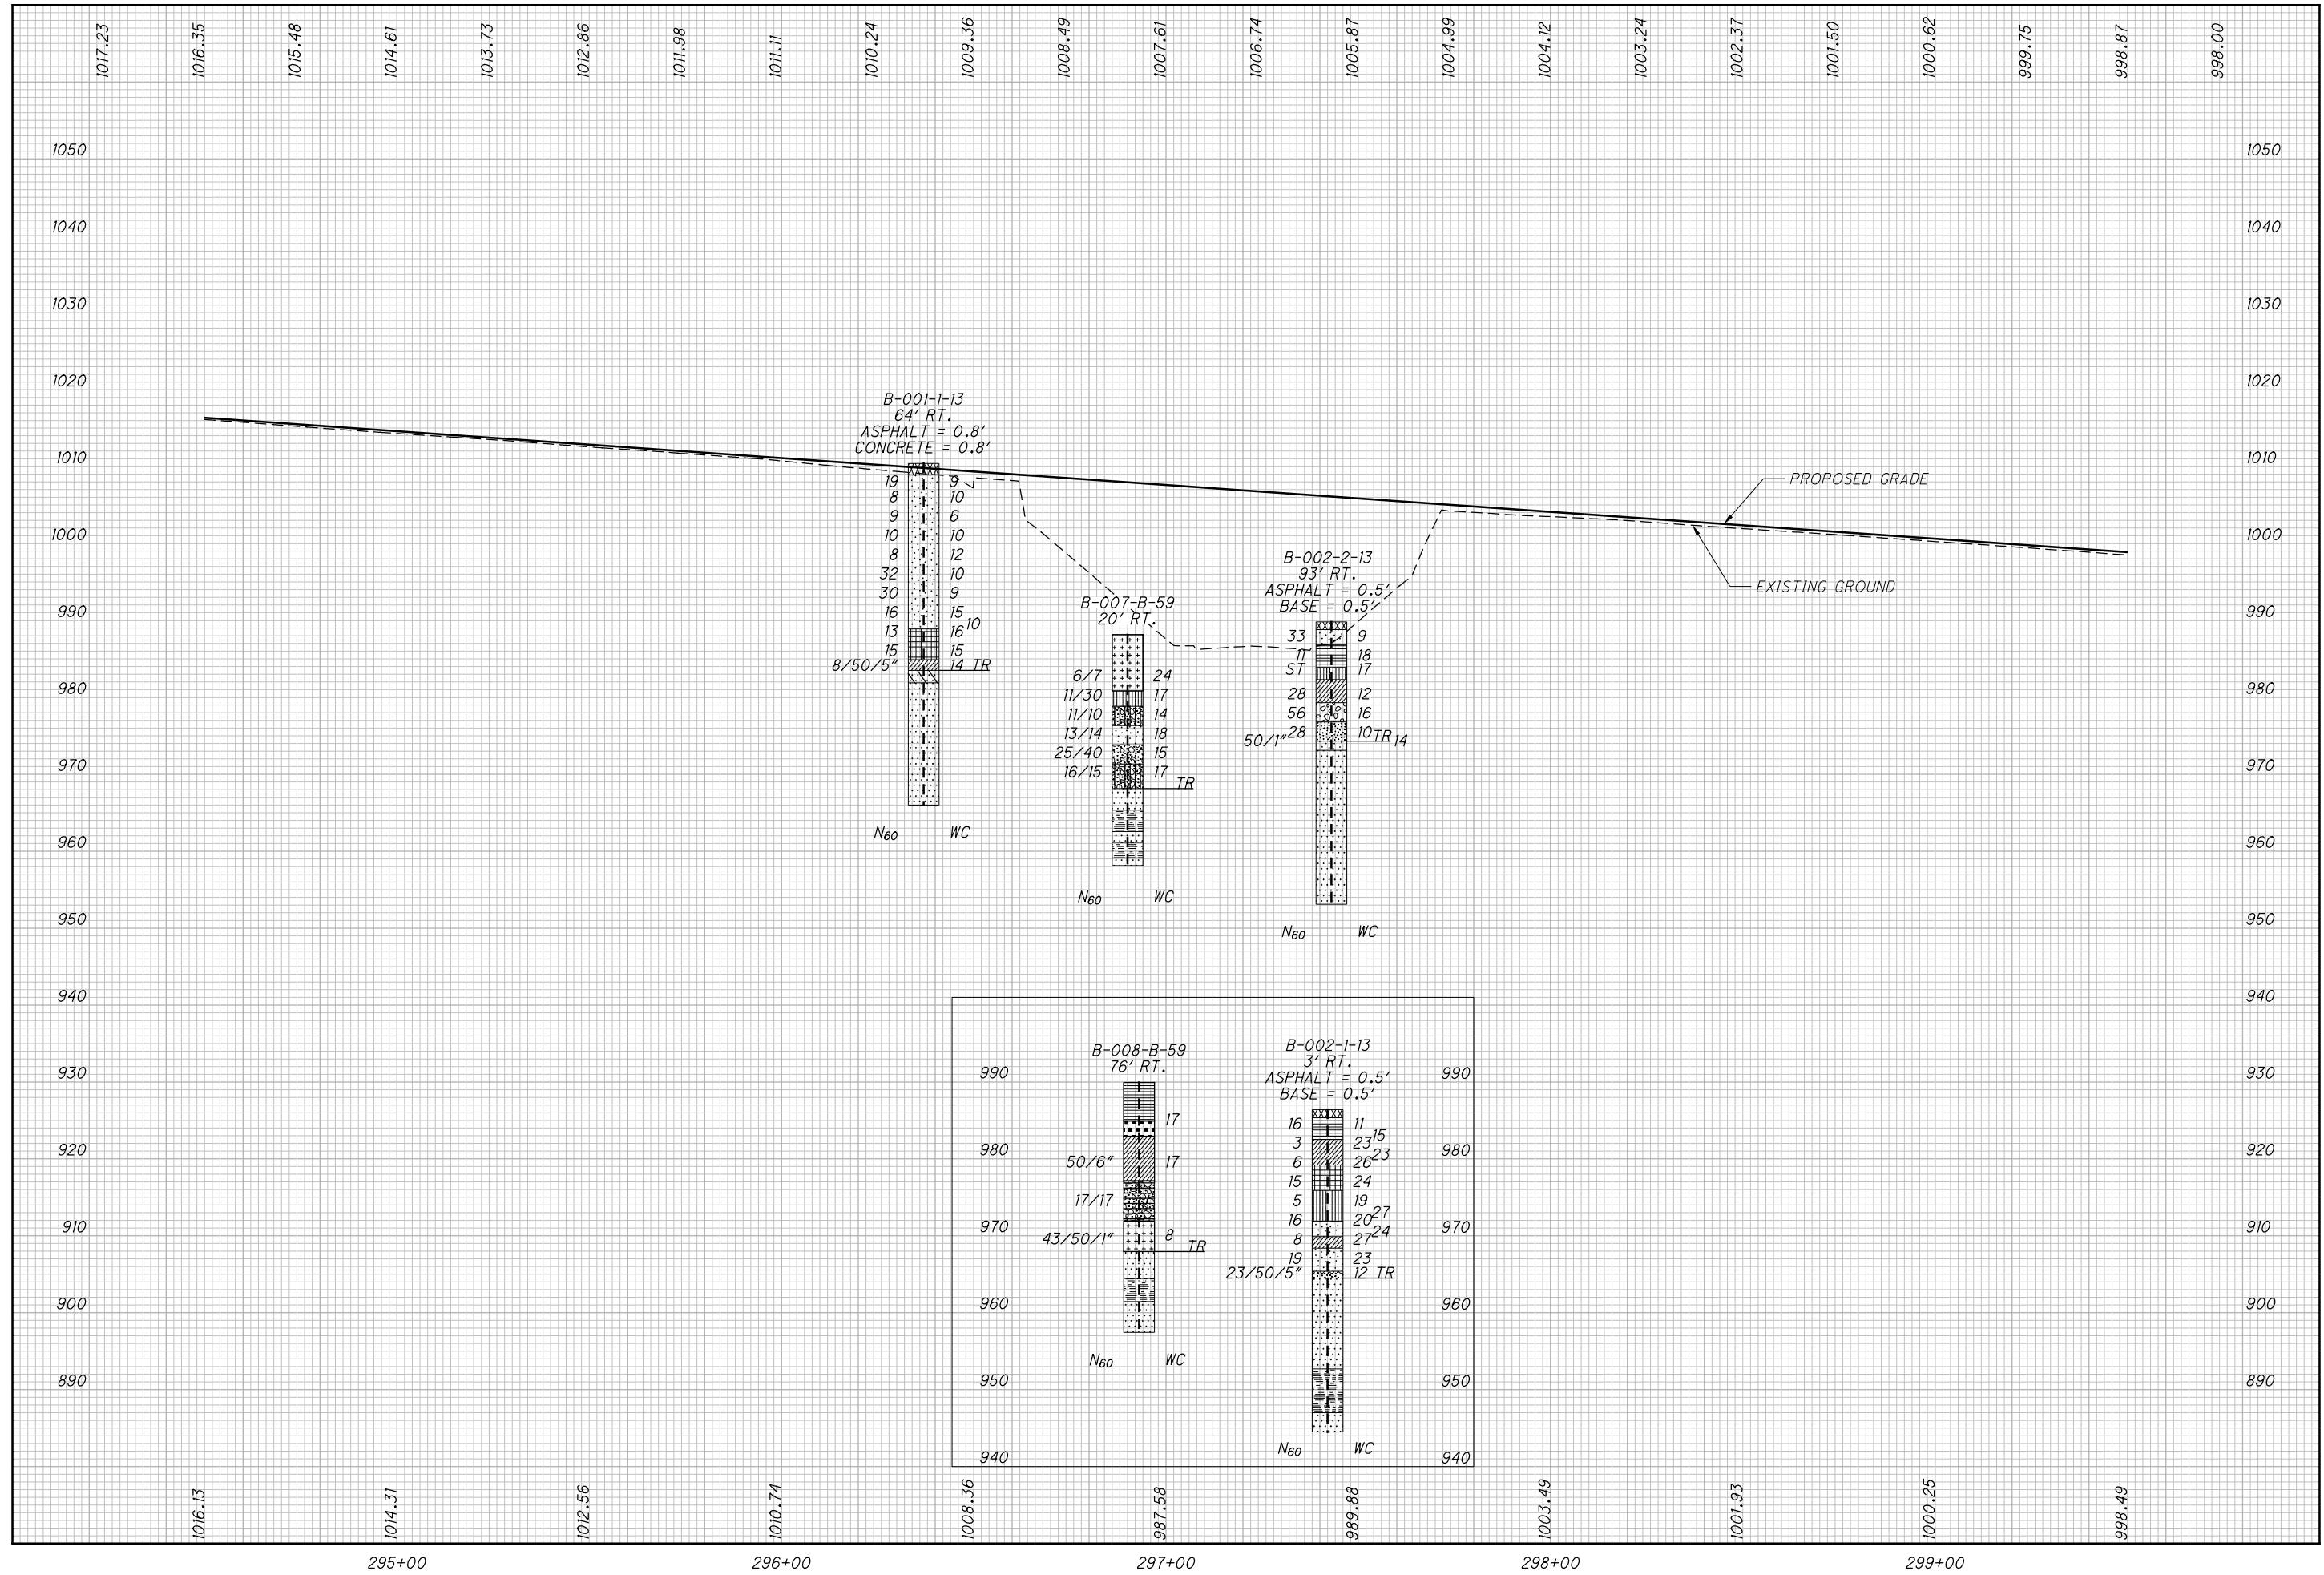 1017.23 1016.35 1015.48 1014.61 1013.73 1012.86 1011.98 1011.11 1010.24 1009.36 1008.49 1007.61 1006.74 1005.87 1004.99 1004.12 1003.24 1002.37 1001.50 1000.62 999.75 998.87 998.00
1050 1050
1040 1040
1030 1030
1020 1020
B-001-1-13
64' RT.
ASPHALT = 0.8'
CONCRETE = 0.8'
1010 1010
PROPOSED GRADE
19 9 7
8 10
9 6
10 10
8 12
32 10
30 9
16 15
13 16 10
15 15
8/50/5" 14 TR
N60 WC
1000 1000
EXISTING GROUND
B-002-2-13
93' RT.
ASPHALT = 0.5'
BASE = 0.5'
33 9
11 18
ST 17
28 12
56 16
28 10 TR
50/1" 14
N60 WC
B-007-B-59
20' RT.
6/7 24
11/30 17
11/10 14
13/14 18
25/40 15
16/15 17
TR
N60 WC
990 990
980 980
970 970
960 960
950 950
940 940
B-008-B-59
76' RT.
17
50/6" 17
17/17
43/50/1" 8
TR
N60 WC
B-002-1-13
3' RT.
ASPHALT = 0.5'
BASE = 0.5'
16 11
3 23 15
6 26 23
15 24
5 19
16 20 27
8 27 24
19 23
23/50/5" 12 TR
N60 WC
990 990
980 980
970 970
960 960
950 950
940 940
930 930
920 920
910 910
900 900
890 890
1016.13 1014.31 1012.56 1010.74 1008.36 987.58 989.88 1003.49 1001.93 1000.25 998.49
295+00 296+00 297+00 298+00 299+00